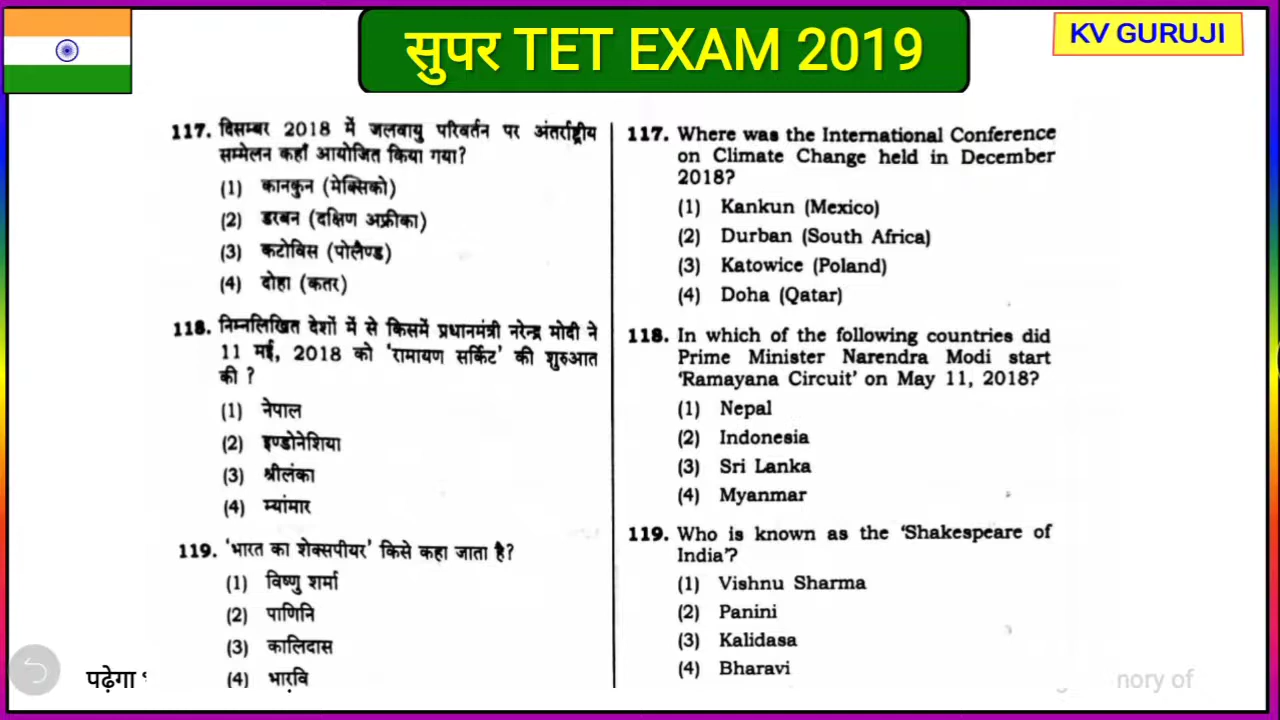 सुपर TET EXAM 2019
KV GURUJI
117. दिसम्बर 2018 में जलवायु परिवर्तन पर अंतर्राष्ट्रीय
सम्मेलन कहाँ आयोजित किया गया?
(1) कानकुन (मेक्सिको)
(2) डरबन (दक्षिण अफ्रीका)
(3) कटोविस (पोलैण्ड)
(4) दोहा (कतर)
118. निम्नलिखित देशों में से किसमें प्रधानमंत्री नरेन्द्र मोदी ने
11 मई, 2018 को 'रामायण सर्किट' की शुरुआत
की ?
(1) नेपाल
(2) इण्डोनेशिया
(3) श्रीलंका
(4) म्यांमार
119. 'भारत का शेक्सपीयर' किसे कहा जाता है?
(1) विष्णु शर्मा
(2) पाणिनि
(3) कालिदास
(4) भारवि
117. Where was the International Conference
on Climate Change held in December
2018?
(1) Kankun (Mexico)
(2) Durban (South Africa)
(3) Katowice (Poland)
(4) Doha (Qatar)
118. In which of the following countries did
Prime Minister Narendra Modi start
'Ramayana Circuit' on May 11, 2018?
(1) Nepal
(2) Indonesia
(3) Sri Lanka
(4) Myanmar
119. Who is known as the 'Shakespeare of
India'?
(1) Vishnu Sharma
(2) Panini
(3) Kalidasa
(4) Bharavi
पढ़ेगा
of